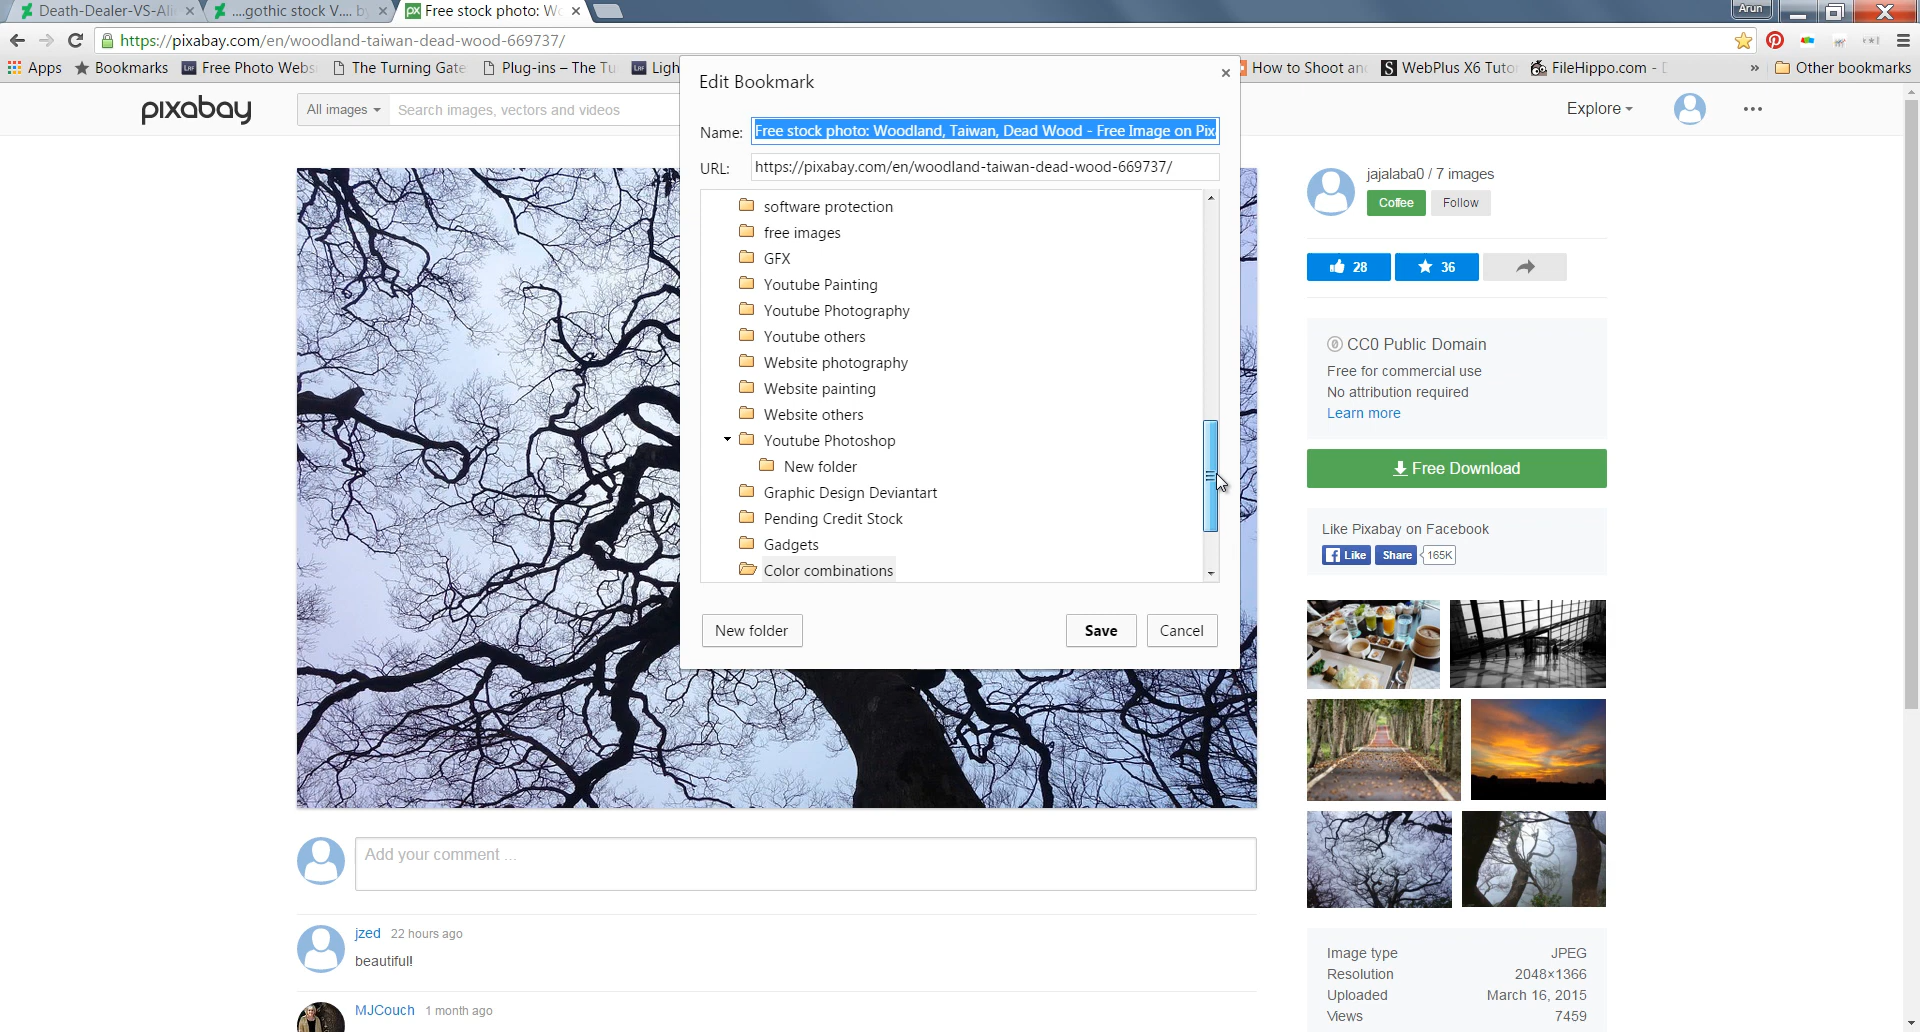 Death-Dealer-VS-Ali
....gothic stock V.... by
Free stock photo: Wo
Arun
https://pixabay.com/en/woodland-taiwan-dead-wood-669737/
Apps
Bookmarks
Free Photo Webs
The Turning Gate
Plug-ins – The Tu
Ligh
How to Shoot an
WebPlus X6 Tutor
FileHippo.com - D
»
Other bookmarks
pixabay
All images
Search images, vectors and videos
Explore
Edit Bookmark
Name: Free stock photo: Woodland, Taiwan, Dead Wood - Free Image on Pix
URL: https://pixabay.com/en/woodland-taiwan-dead-wood-669737/
software protection
free images
GFX
Youtube Painting
Youtube Photography
Youtube others
Website photography
Website painting
Website others
Youtube Photoshop
New folder
Graphic Design Deviantart
Pending Credit Stock
Gadgets
Color combinations
New folder
Save
Cancel
jajalaba0 / 7 images
Coffee
Follow
28
36
CC0 Public Domain
Free for commercial use
No attribution required
Learn more
Free Download
Like Pixabay on Facebook
Like
Share
165K
Add your comment ...
jzed 22 hours ago
beautiful!
MJCouch 1 month ago
Image type JPEG
Resolution 2048×1366
Uploaded March 16, 2015
Views 7459